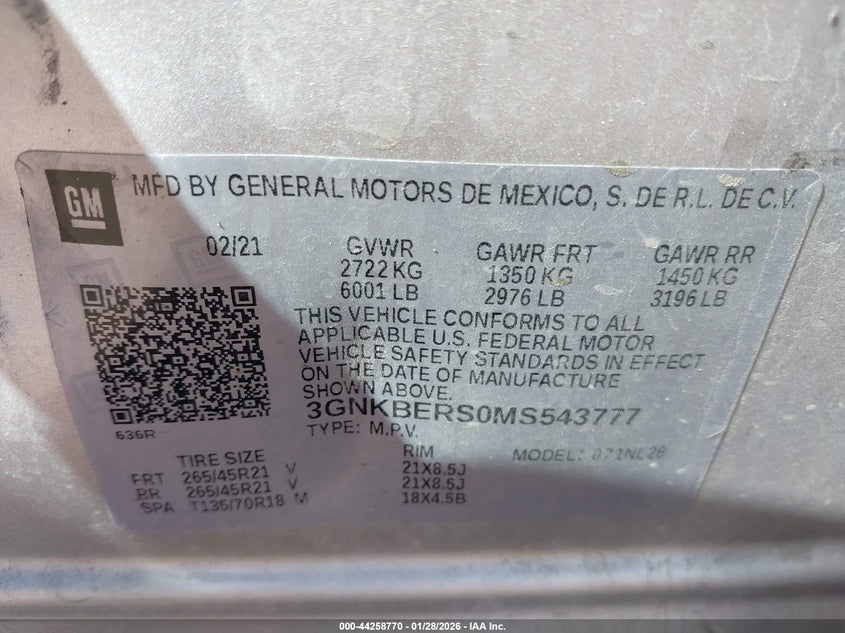 GM
MFD BY GENERAL MOTORS DE MEXICO, S. DE R.L. DE C.V.
02/21 GVWR GAWR FRT GAWR RR
2722 KG 1350 KG 1450 KG
6001 LB 2976 LB 3196 LB
THIS VEHICLE CONFORMS TO ALL
APPLICABLE U.S. FEDERAL MOTOR
VEHICLE SAFETY STANDARDS IN EFFECT
ON THE DATE OF MANUFACTURE
SHOWN ABOVE.
3GNKBERS0MS543777
636R TYPE: M.P.V.
TIRE SIZE RIM MODEL: 071NL26
FRT 265/45R21 V 21X8.5J
RR 265/45R21 V 21X8.5J
SPA T135/70R18 M 18X4.5B
000-44258770 — 01/28/2026 — IAA Inc.